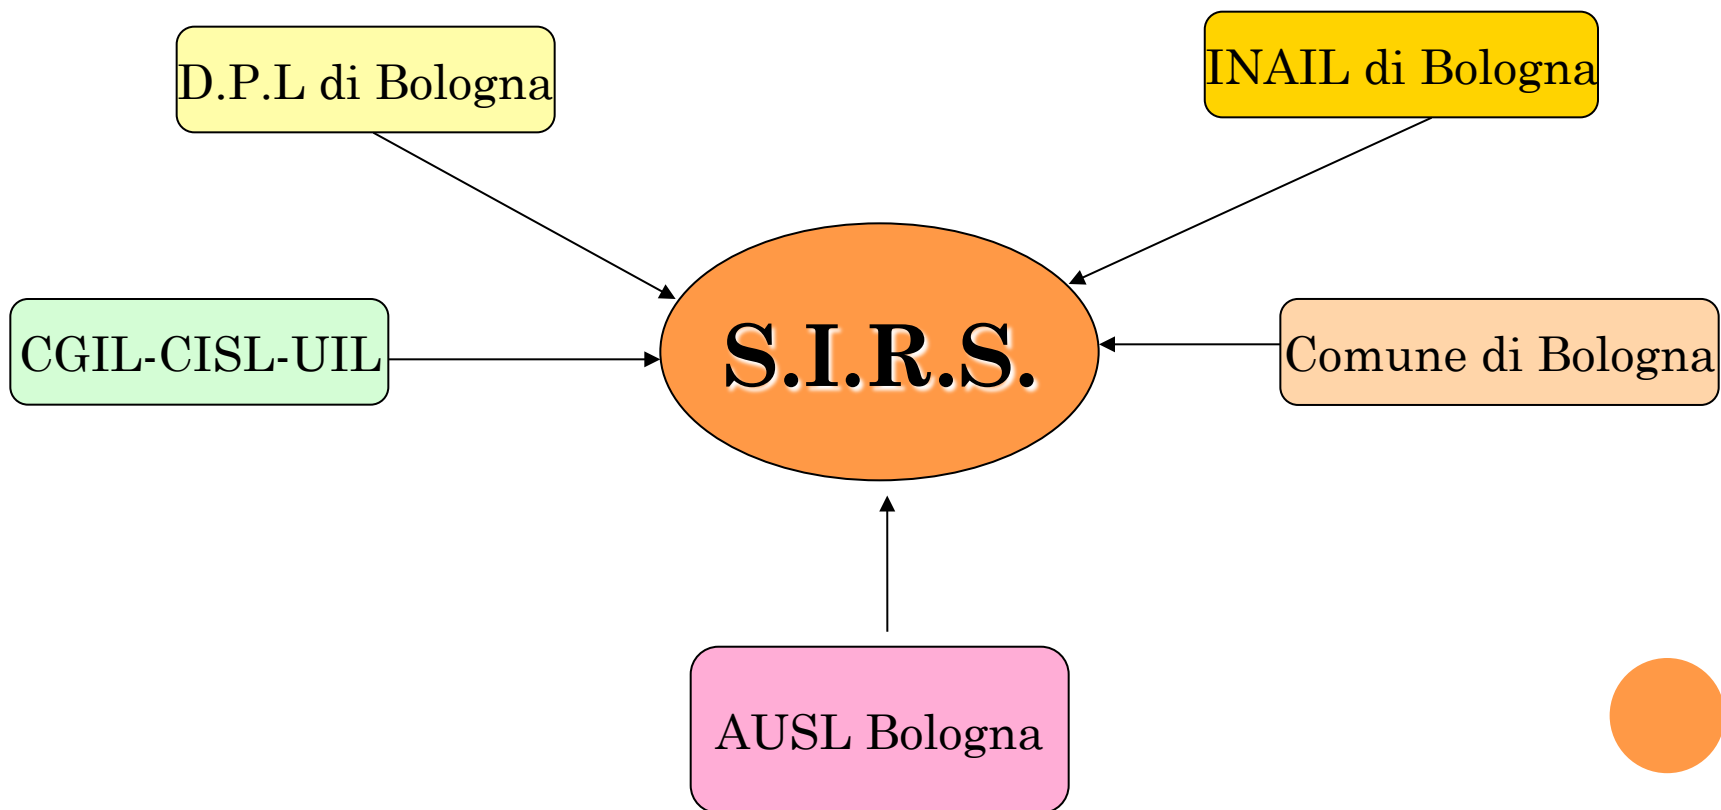 D.P.L di Bologna
INAIL di Bologna
S.I.R.S.
CGIL-CISL-UIL
Comune di Bologna
AUSL Bologna